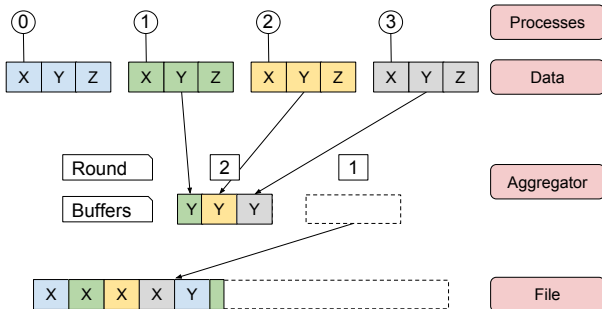 0 1 2 3 Processes
X Y Z X Y Z X Y Z X Y Z Data
Round 2 1
Aggregator
Buffers Y Y Y
X X X X Y File